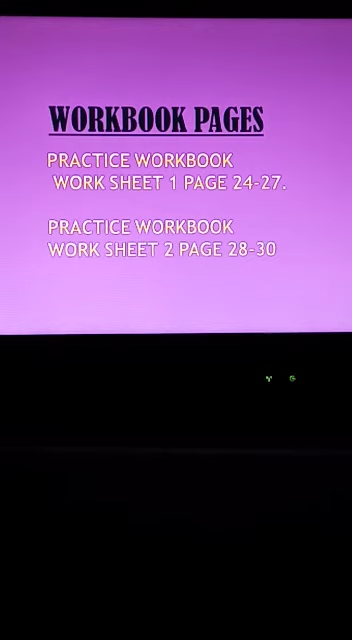 WORKBOOK PAGES
PRACTICE WORKBOOK
WORK SHEET 1 PAGE 24-27.
PRACTICE WORKBOOK
WORK SHEET 2 PAGE 28-30